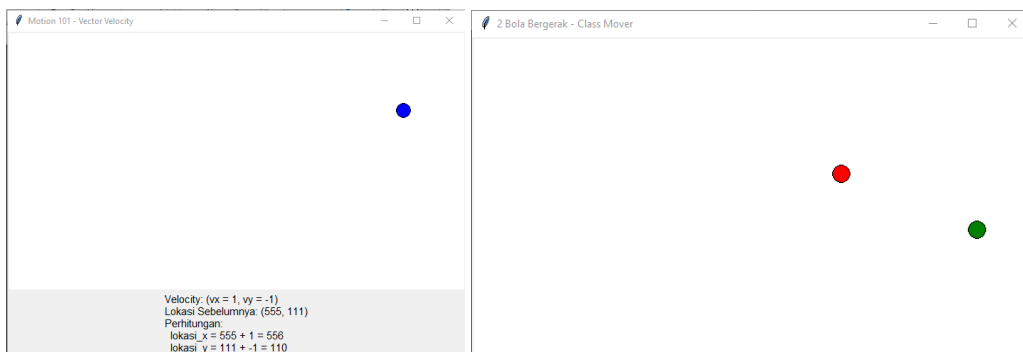 Motion 101 - Vector Velocity
2 Bola Bergerak - Class Mover
Velocity: (vx = 1, vy = -1)
Lokasi Sebelumnya: (555, 111)
Perhitungan:
lokasi_x = 555 + 1 = 556
lokasi_y = 111 + -1 = 110